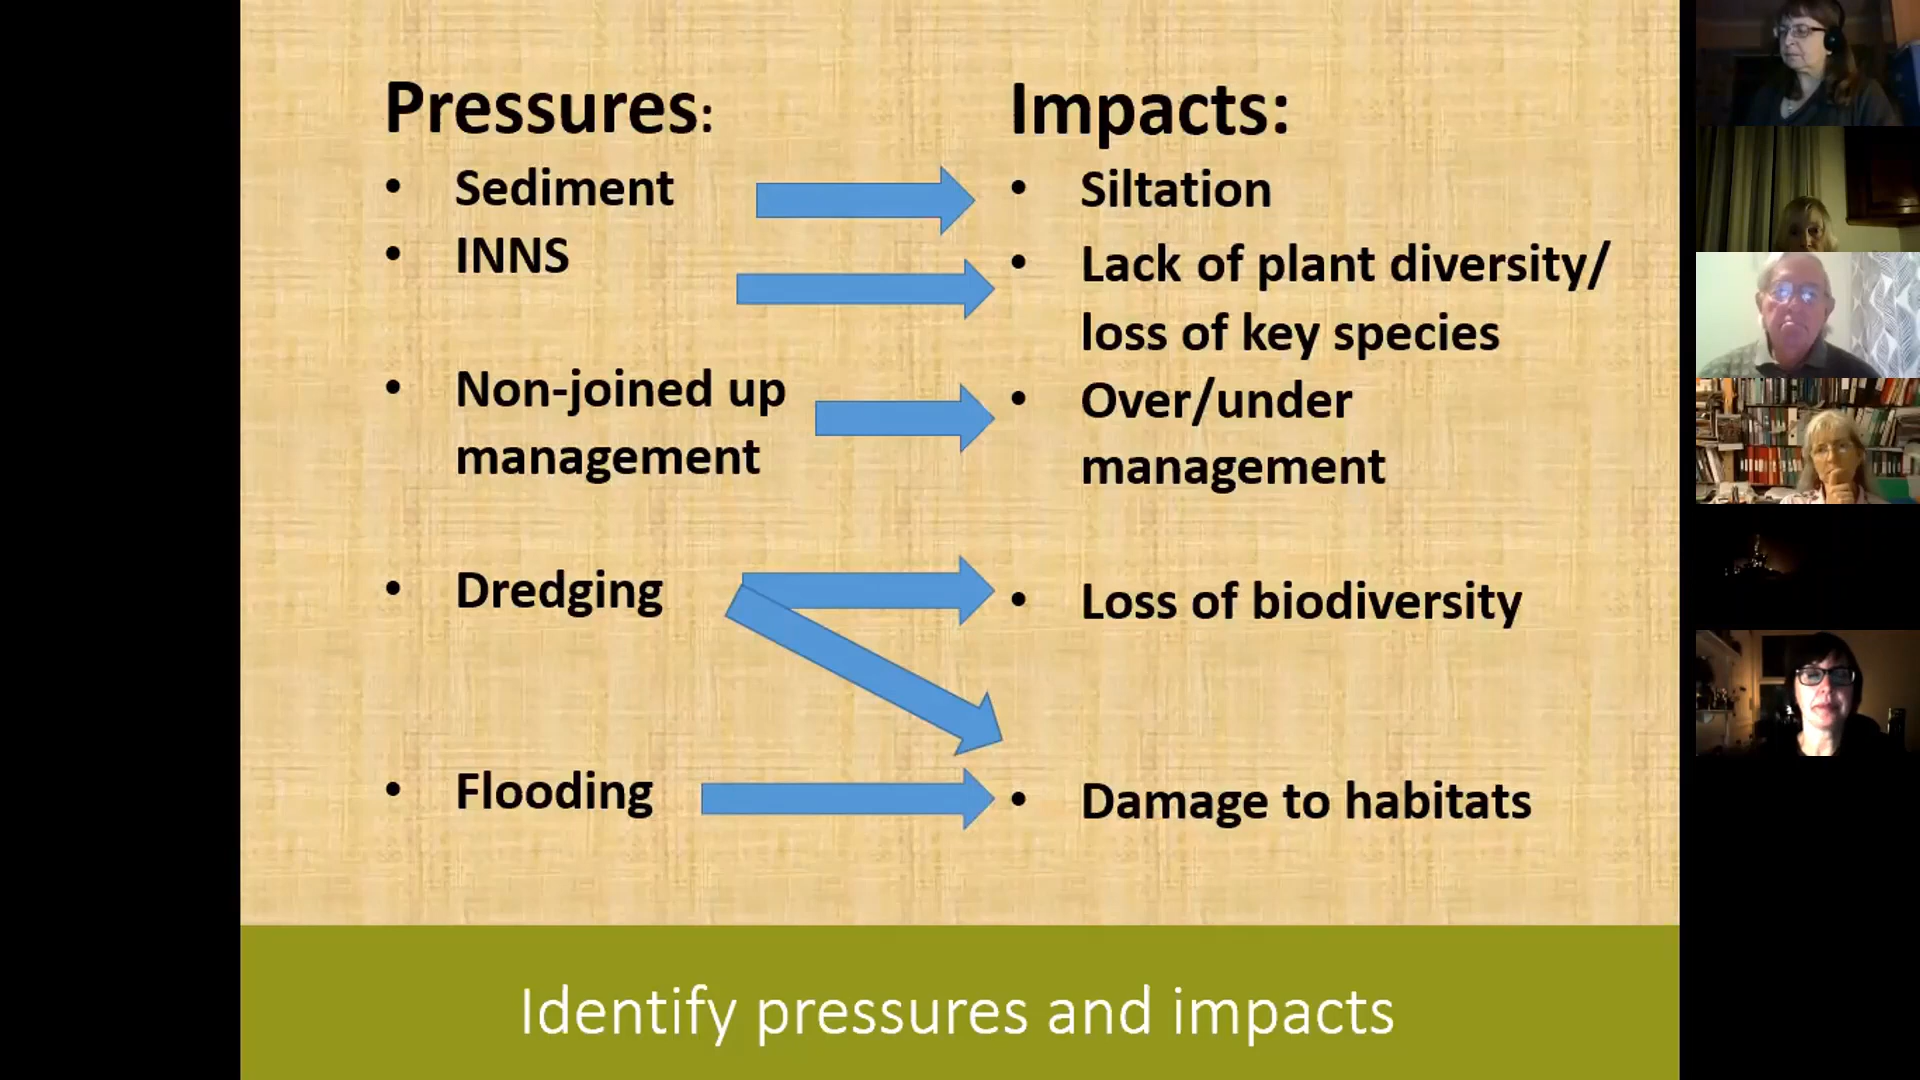 Pressures:
• Sediment
• INNS
• Non-joined up
management
• Dredging
• Flooding
Impacts:
• Siltation
• Lack of plant diversity/
loss of key species
• Over/under
management
• Loss of biodiversity
• Damage to habitats
Identify pressures and impacts